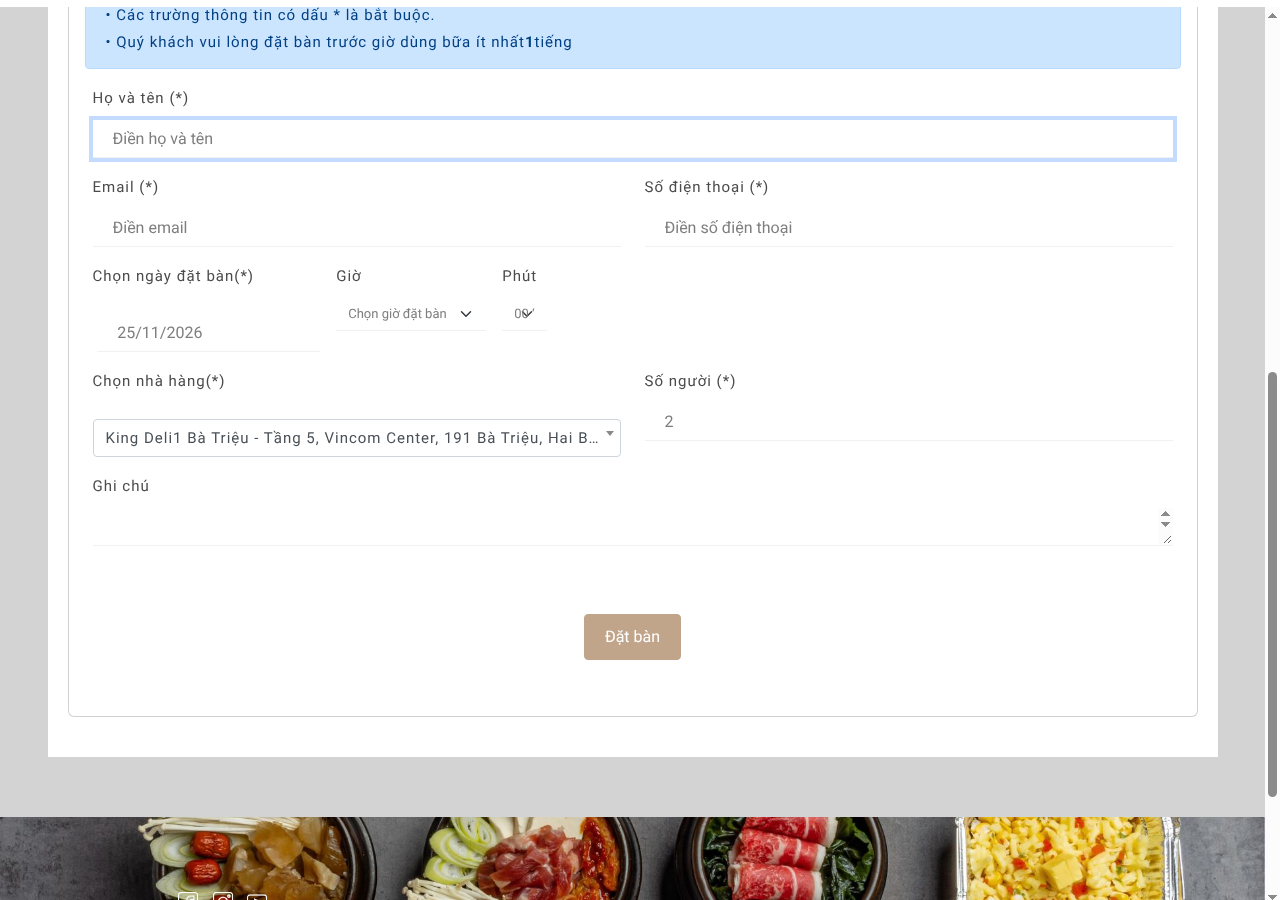 • Các trường thông tin có dấu * là bắt buộc.
• Quý khách vui lòng đặt bàn trước giờ dùng bữa ít nhất1tiếng
Họ và tên (*)
Điền họ và tên
Email (*)
Số điện thoại (*)
Điền email
Điền số điện thoại
Chọn ngày đặt bàn(*)
Giờ
Phút
Chọn giờ đặt bàn
00'
25/11/2026
Chọn nhà hàng(*)
Số người (*)
2
King Deli1 Bà Triệu - Tầng 5, Vincom Center, 191 Bà Triệu, Hai B...
Ghi chú
Đặt bàn